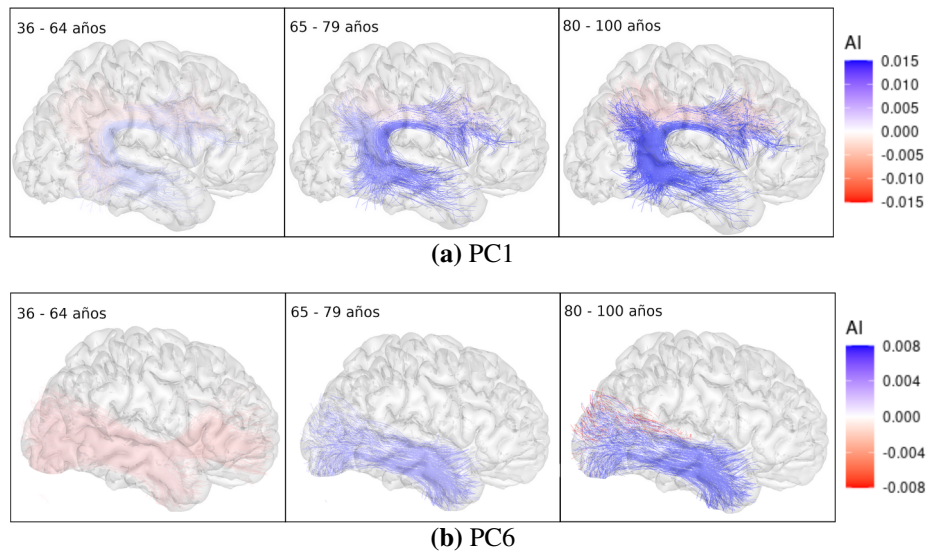 36 - 64 años
65 - 79 años
80 - 100 años
AI
0.015
0.010
0.005
0.000
-0.005
-0.010
-0.015
(a) PC1
36 - 64 años
65 - 79 años
80 - 100 años
AI
0.008
0.004
0.000
-0.004
-0.008
(b) PC6